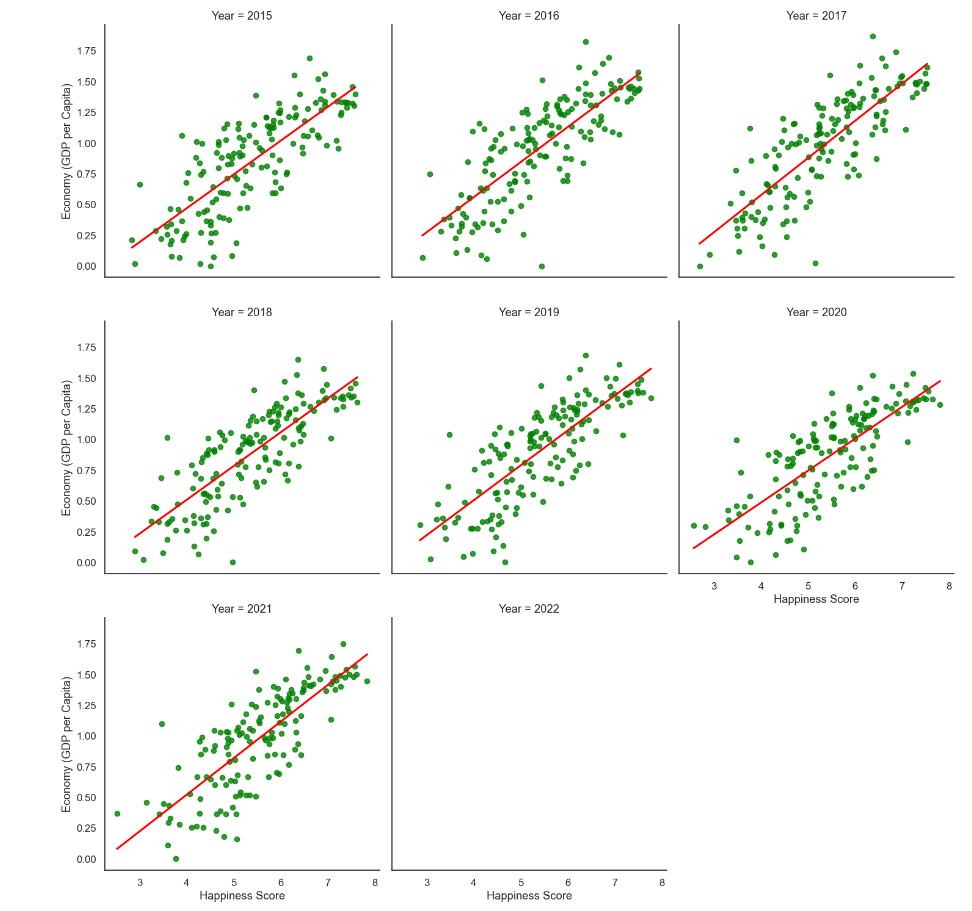 Year = 2015
Year = 2016
Year = 2017
1.75
1.50
1.25
1.00
0.75
0.50
0.25
0.00
Economy (GDP per Capita)
Year = 2018
Year = 2019
Year = 2020
1.75
1.50
1.25
1.00
0.75
0.50
0.25
0.00
Economy (GDP per Capita)
3 4 5 6 7 8
Happiness Score
Year = 2021
Year = 2022
1.75
1.50
1.25
1.00
0.75
0.50
0.25
0.00
Economy (GDP per Capita)
3 4 5 6 7 8
Happiness Score
3 4 5 6 7 8
Happiness Score